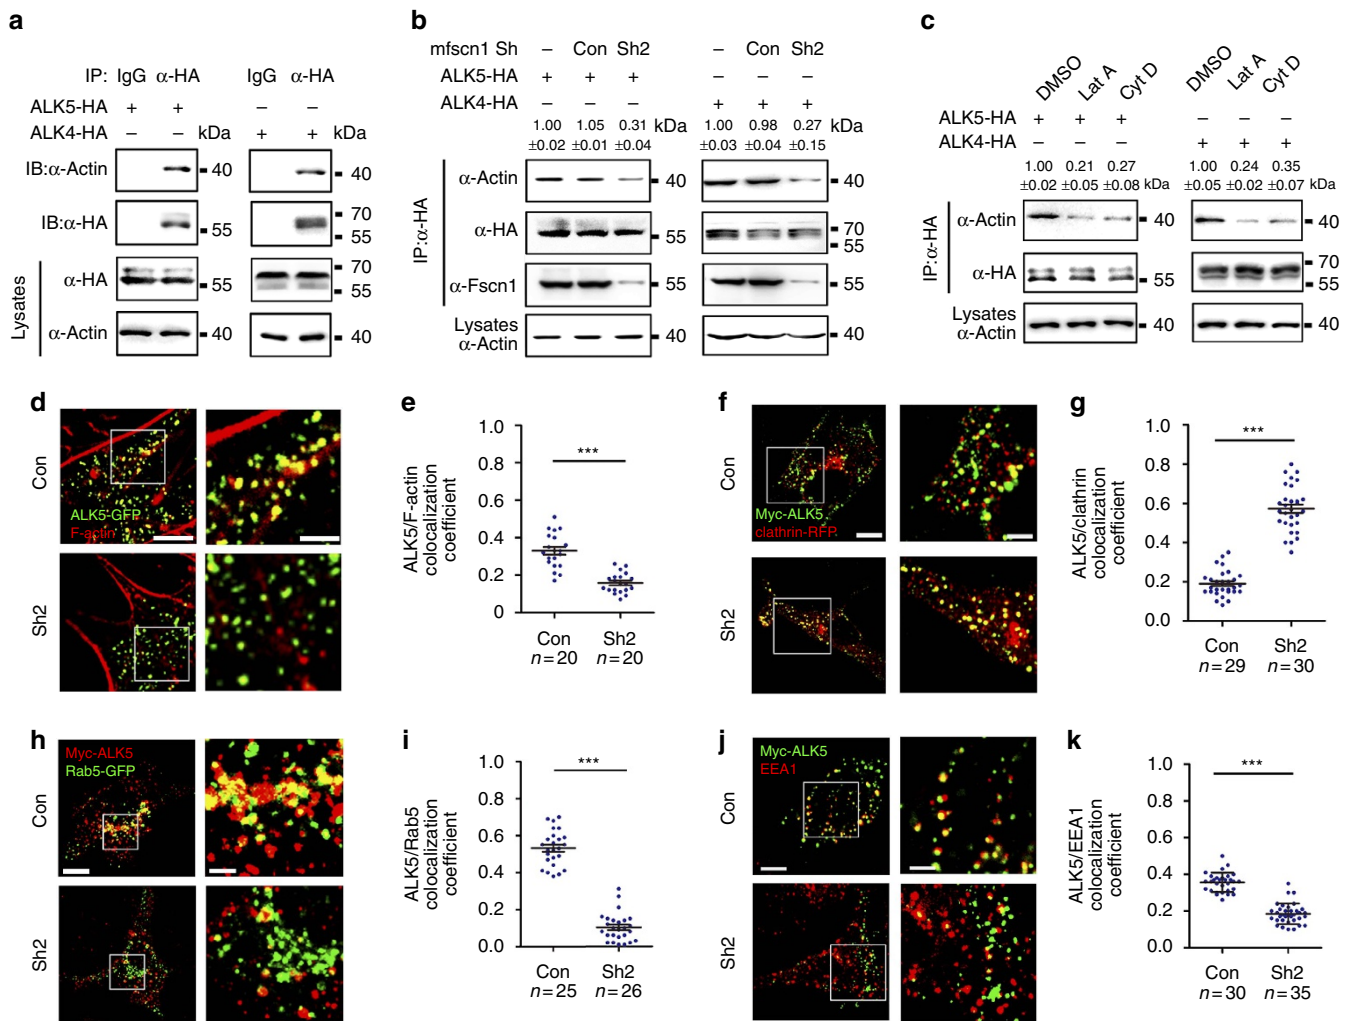 a
IP: IgG α-HA IgG α-HA
ALK5-HA + + – –
ALK4-HA – – kDa + + kDa
IB:α-Actin 40 40
IB:α-HA 55 70 55
Lysates
α-HA 55 70 55
α-Actin 40 40
b
mfscn1 Sh – Con Sh2 – Con Sh2
ALK5-HA + + + – – –
ALK4-HA – – – + + +
1.00 1.05 0.31 kDa 1.00 0.98 0.27 kDa
±0.02 ±0.01 ±0.04 ±0.03 ±0.04 ±0.15
IP:α-HA
α-Actin 40 40
α-HA 55 70 55
α-Fscn1 55 55
Lysates
α-Actin 40 40
c
DMSO Lat A Cyt D DMSO Lat A Cyt D
ALK5-HA + + + – – –
ALK4-HA – – – + + +
1.00 0.21 0.27 1.00 0.24 0.35
±0.02 ±0.05 ±0.08 kDa ±0.05 ±0.02 ±0.07 kDa
IP:α-HA
α-Actin 40 40
α-HA 55 70 55
Lysates
α-Actin 40 40
d
Con
ALK5-GFP
F-actin
Sh2
e
ALK5/F-actin
colocalization
coefficient
1.0
0.8
0.6
0.4
0.2
0
***
Con Sh2
n=20 n=20
f
Con
Myc-ALK5
clathrin-RFP
Sh2
g
ALK5/clathrin
colocalization
coefficient
1.0
0.8
0.6
0.4
0.2
0.0
***
Con Sh2
n=29 n=30
h
Con
Myc-ALK5
Rab5-GFP
Sh2
i
ALK5/Rab5
colocalization
coefficient
1.0
0.8
0.6
0.4
0.2
0.0
***
Con Sh2
n=25 n=26
j
Con
Myc-ALK5
EEA1
Sh2
k
ALK5/EEA1
colocalization
coefficient
1.0
0.8
0.6
0.4
0.2
0.0
***
Con Sh2
n=30 n=35